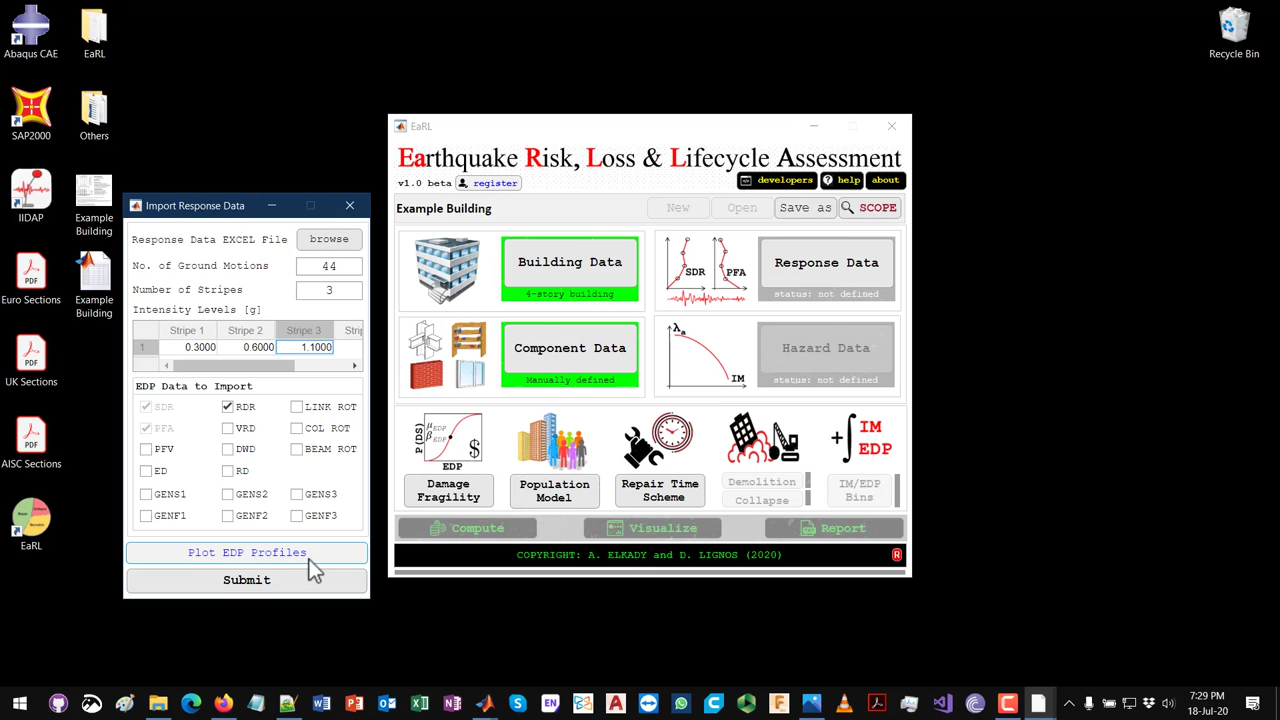 Abaqus CAE
EaRL
Recycle Bin
SAP2000
Others
IIDAP
Example
Building
Euro Sections
Example
Building
UK Sections
AISC Sections
EaRL
Import Response Data
Response Data EXCEL File
browse
No. of Ground Motions
44
Number of Stripes
3
Intensity Levels [g]
Stripe 1
Stripe 2
Stripe 3
Strip
1
0.3000
0.6000
1.1000
EDP Data to Import
SDR
RDR
LINK ROT
PFA
VRD
COL ROT
PFV
DWD
BEAM ROT
ED
RD
GENS1
GENS2
GENS3
GENF1
GENF2
GENF3
Plot EDP Profiles
Submit
EaRL
Earthquake Risk, Loss & Lifecycle Assessment
v1.0 beta
register
developers
help
about
Example Building
New
Open
Save as
SCOPE
Building Data
4-story building
SDR
PFA
Response Data
status: not defined
Component Data
Manually defined
λa
IM
Hazard Data
status: not defined
P(DS)
μEDP
βEDP
$
EDP
+∫ IM
EDP
Damage
Fragility
Population
Model
Repair Time
Scheme
Demolition
Collapse
IM/EDP
Bins
Compute
Visualize
Report
COPYRIGHT: A. ELKADY and D. LIGNOS (2020)
R
EN
7:29 PM
18-Jul-20